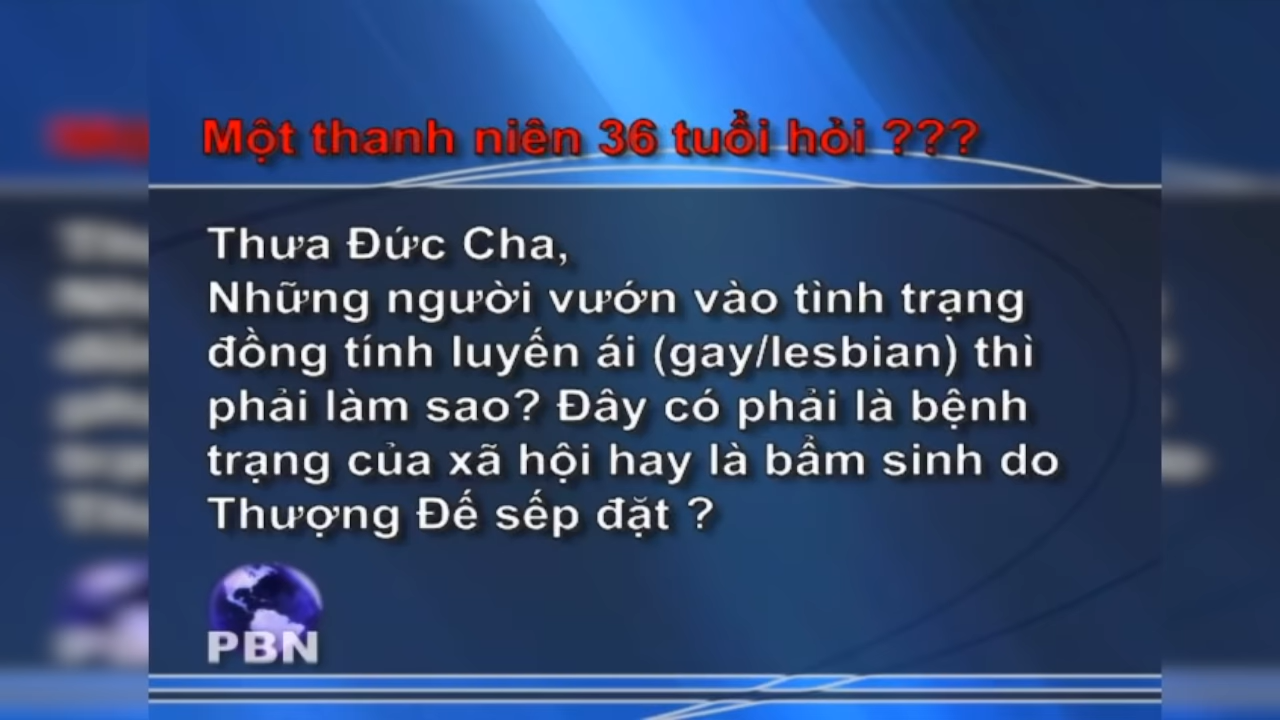 Một thanh niên 36 tuổi hỏi ???
Thưa Đức Cha,
Những người vướn vào tình trạng
đồng tính luyến ái (gay/lesbian) thì
phải làm sao? Đây có phải là bệnh
trạng của xã hội hay là bẩm sinh do
Thượng Đế sếp đặt ?
PBN